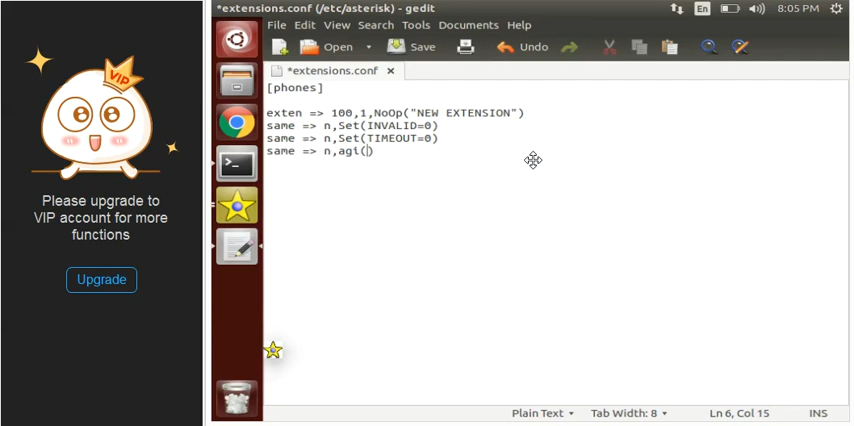 VIP
Please upgrade to
VIP account for more
functions
Upgrade
*extensions.conf (/etc/asterisk) - gedit
En
8:05 PM
File Edit View Search Tools Documents Help
Open Save Undo
*extensions.conf ×
[phones]
exten => 100,1,NoOp("NEW EXTENSION")
same => n,Set(INVALID=0)
same => n,Set(TIMEOUT=0)
same => n,agi()
Plain Text Tab Width: 8 Ln 6, Col 15 INS